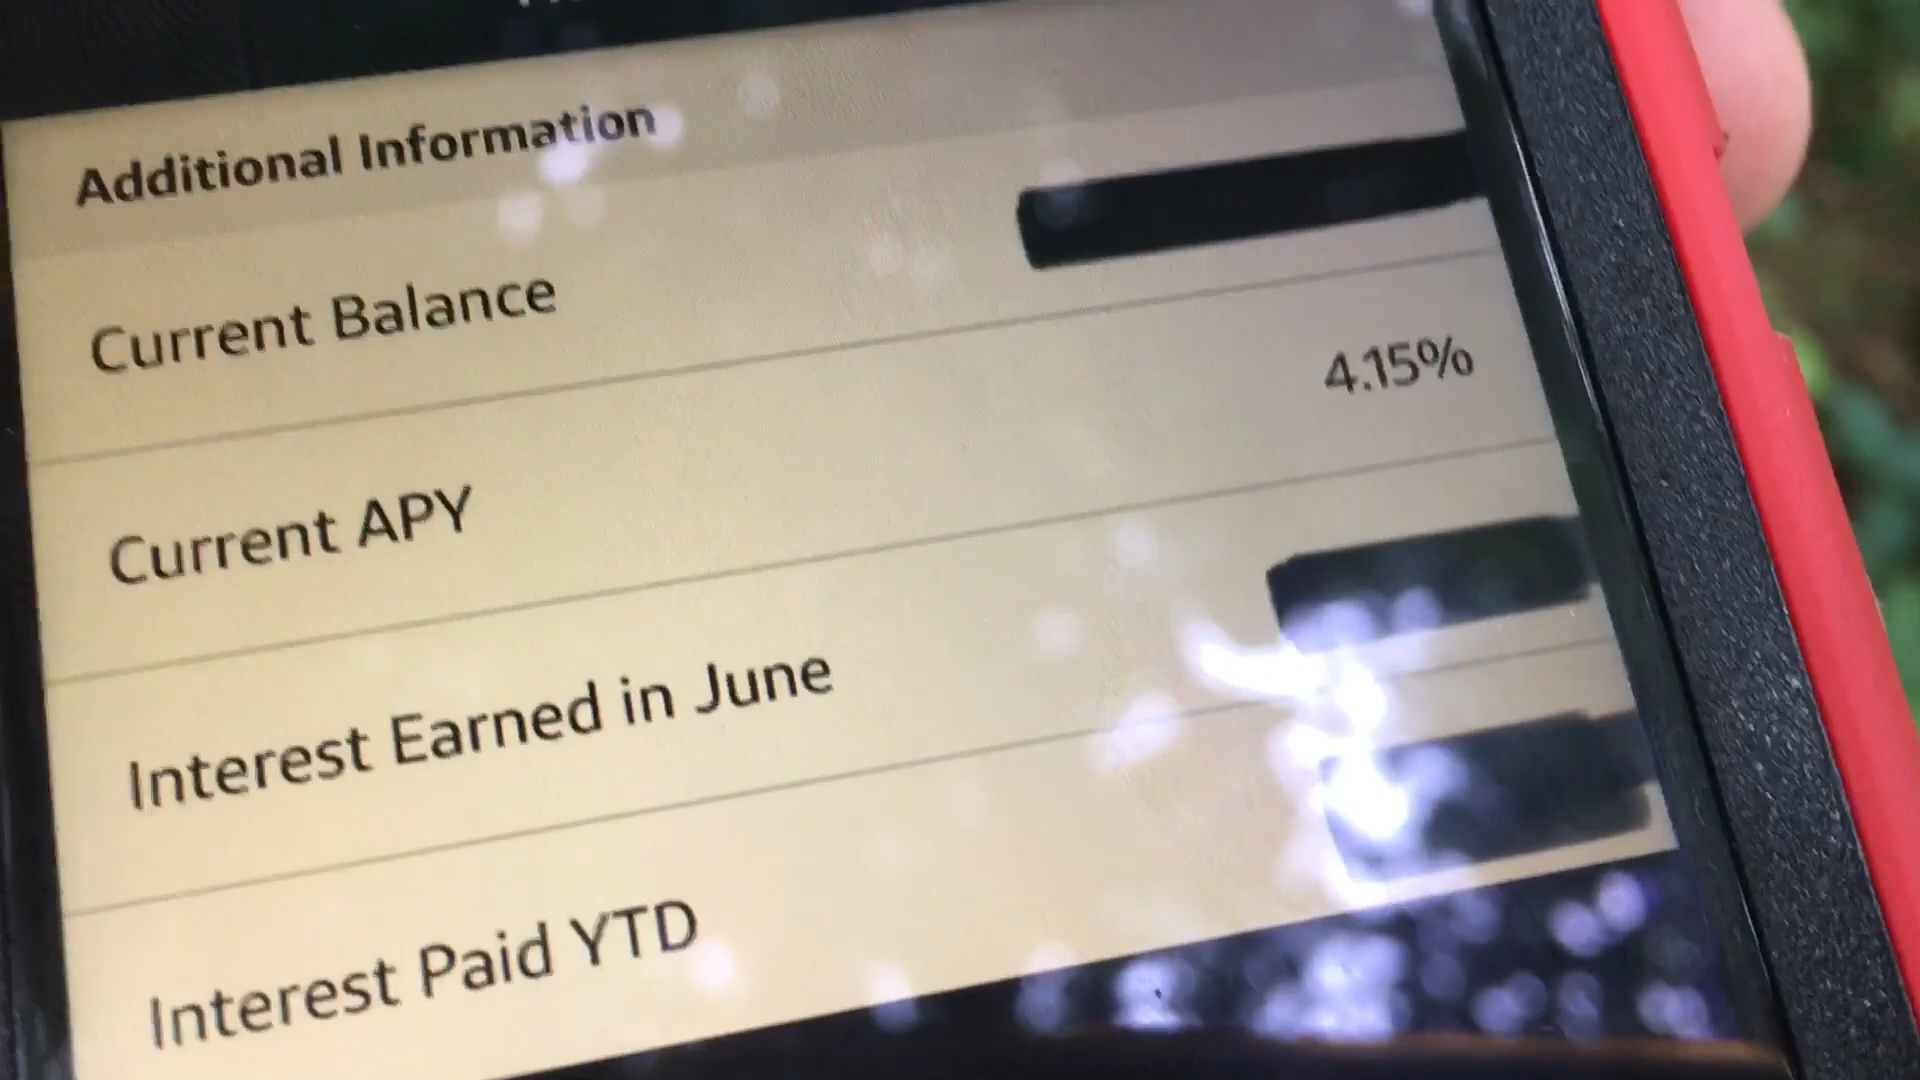 Additional Information
Current Balance
Current APY 4.15%
Interest Earned in June
Interest Paid YTD